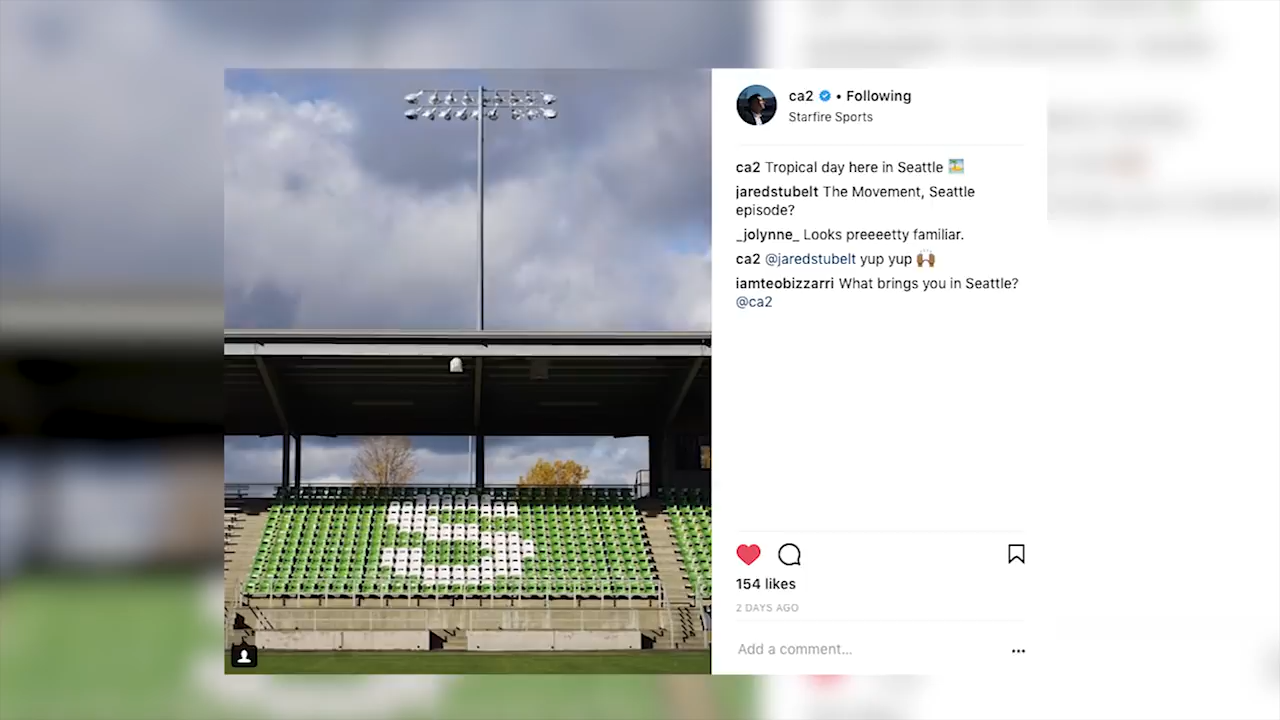 ca2 • Following
Starfire Sports
ca2 Tropical day here in Seattle 🏝️
jaredstubelt The Movement, Seattle
episode?
_jolynne_ Looks preeeetty familiar.
ca2 @jaredstubelt yup yup 🙌🏾
iamteobizzarri What brings you in Seattle?
@ca2
S
154 likes
2 DAYS AGO
Add a comment...